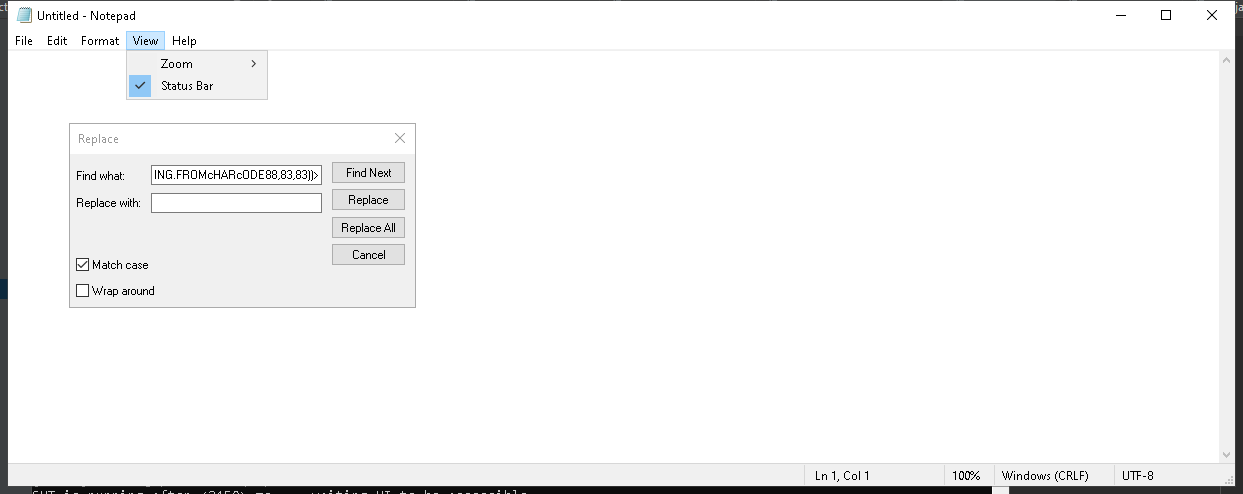 Untitled - Notepad
File Edit Format View Help
Zoom
Status Bar
Replace
Find what: ING.FROMcHARcODE88,83,83))> Find Next
Replace with: Replace
Replace All
Cancel
Match case
Wrap around
Ln 1, Col 1 100% Windows (CRLF) UTF-8